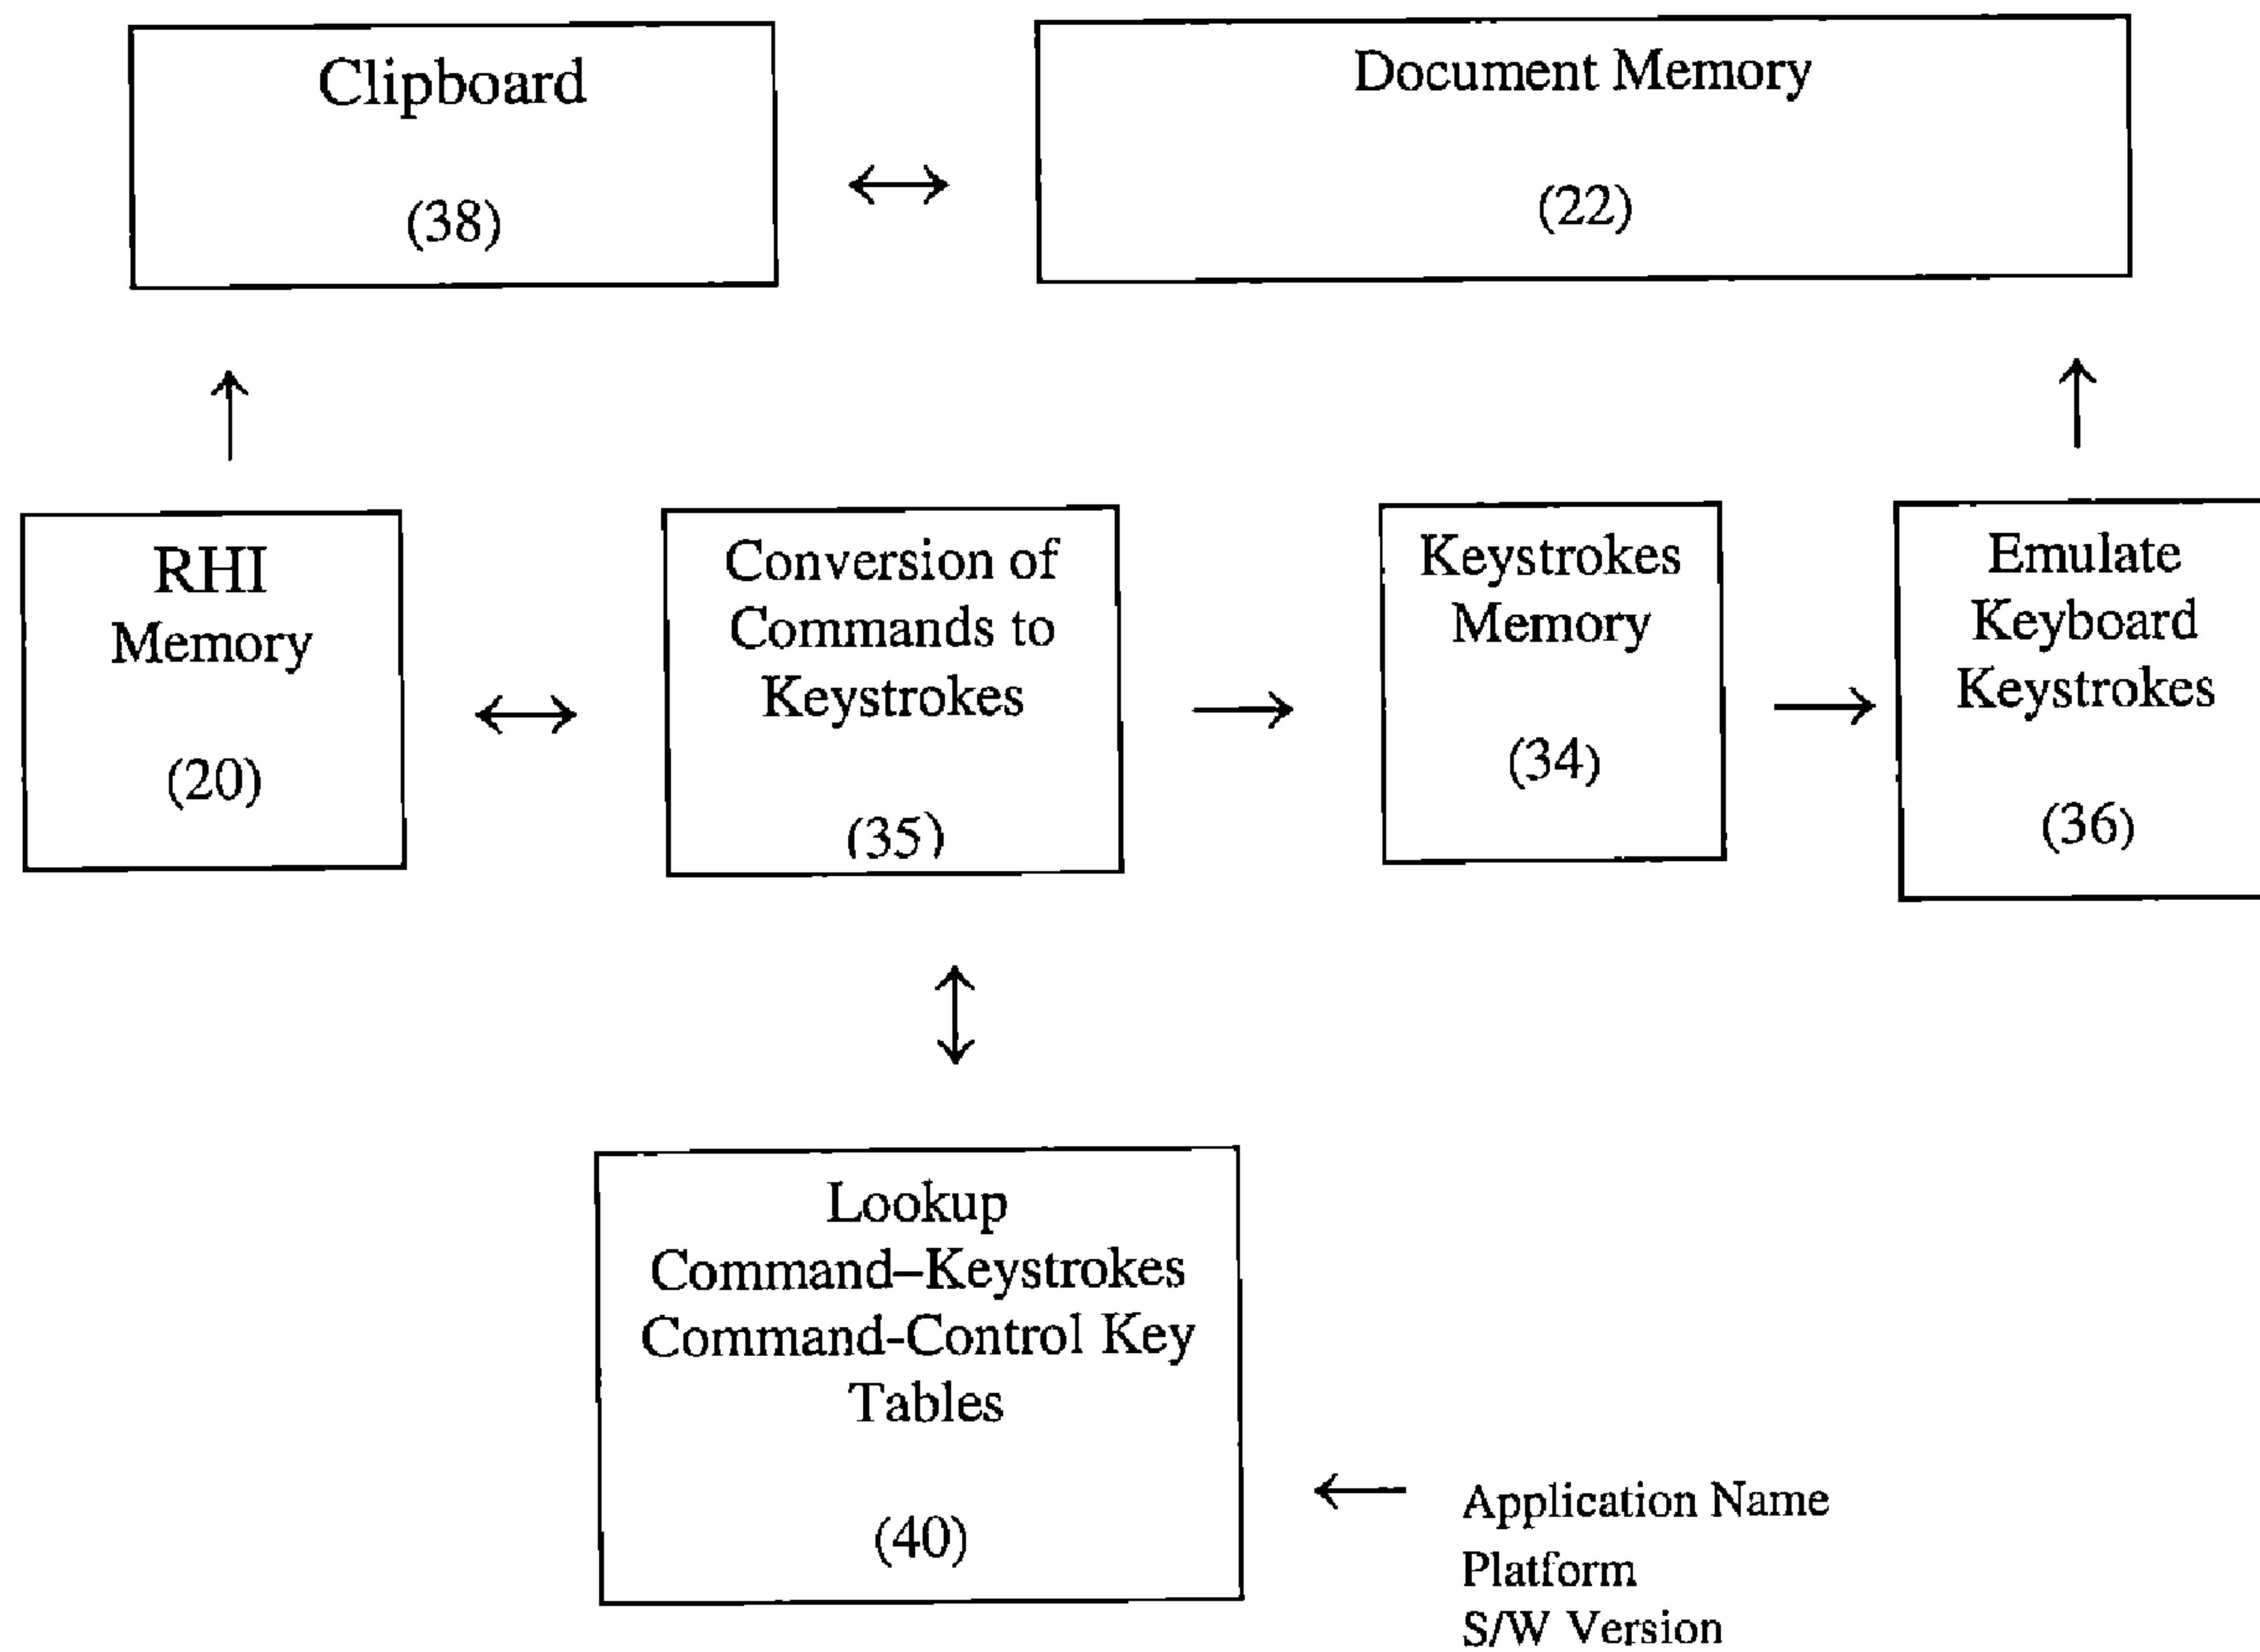 Clipboard
(38)
Document Memory
(22)
RHI
Memory
(20)
Conversion of
Commands to
Keystrokes
(35)
Keystrokes
Memory
(34)
Emulate
Keyboard
Keystrokes
(36)
Lookup
Command–Keystrokes
Command-Control Key
Tables
(40)
Application Name
Platform
S/W Version